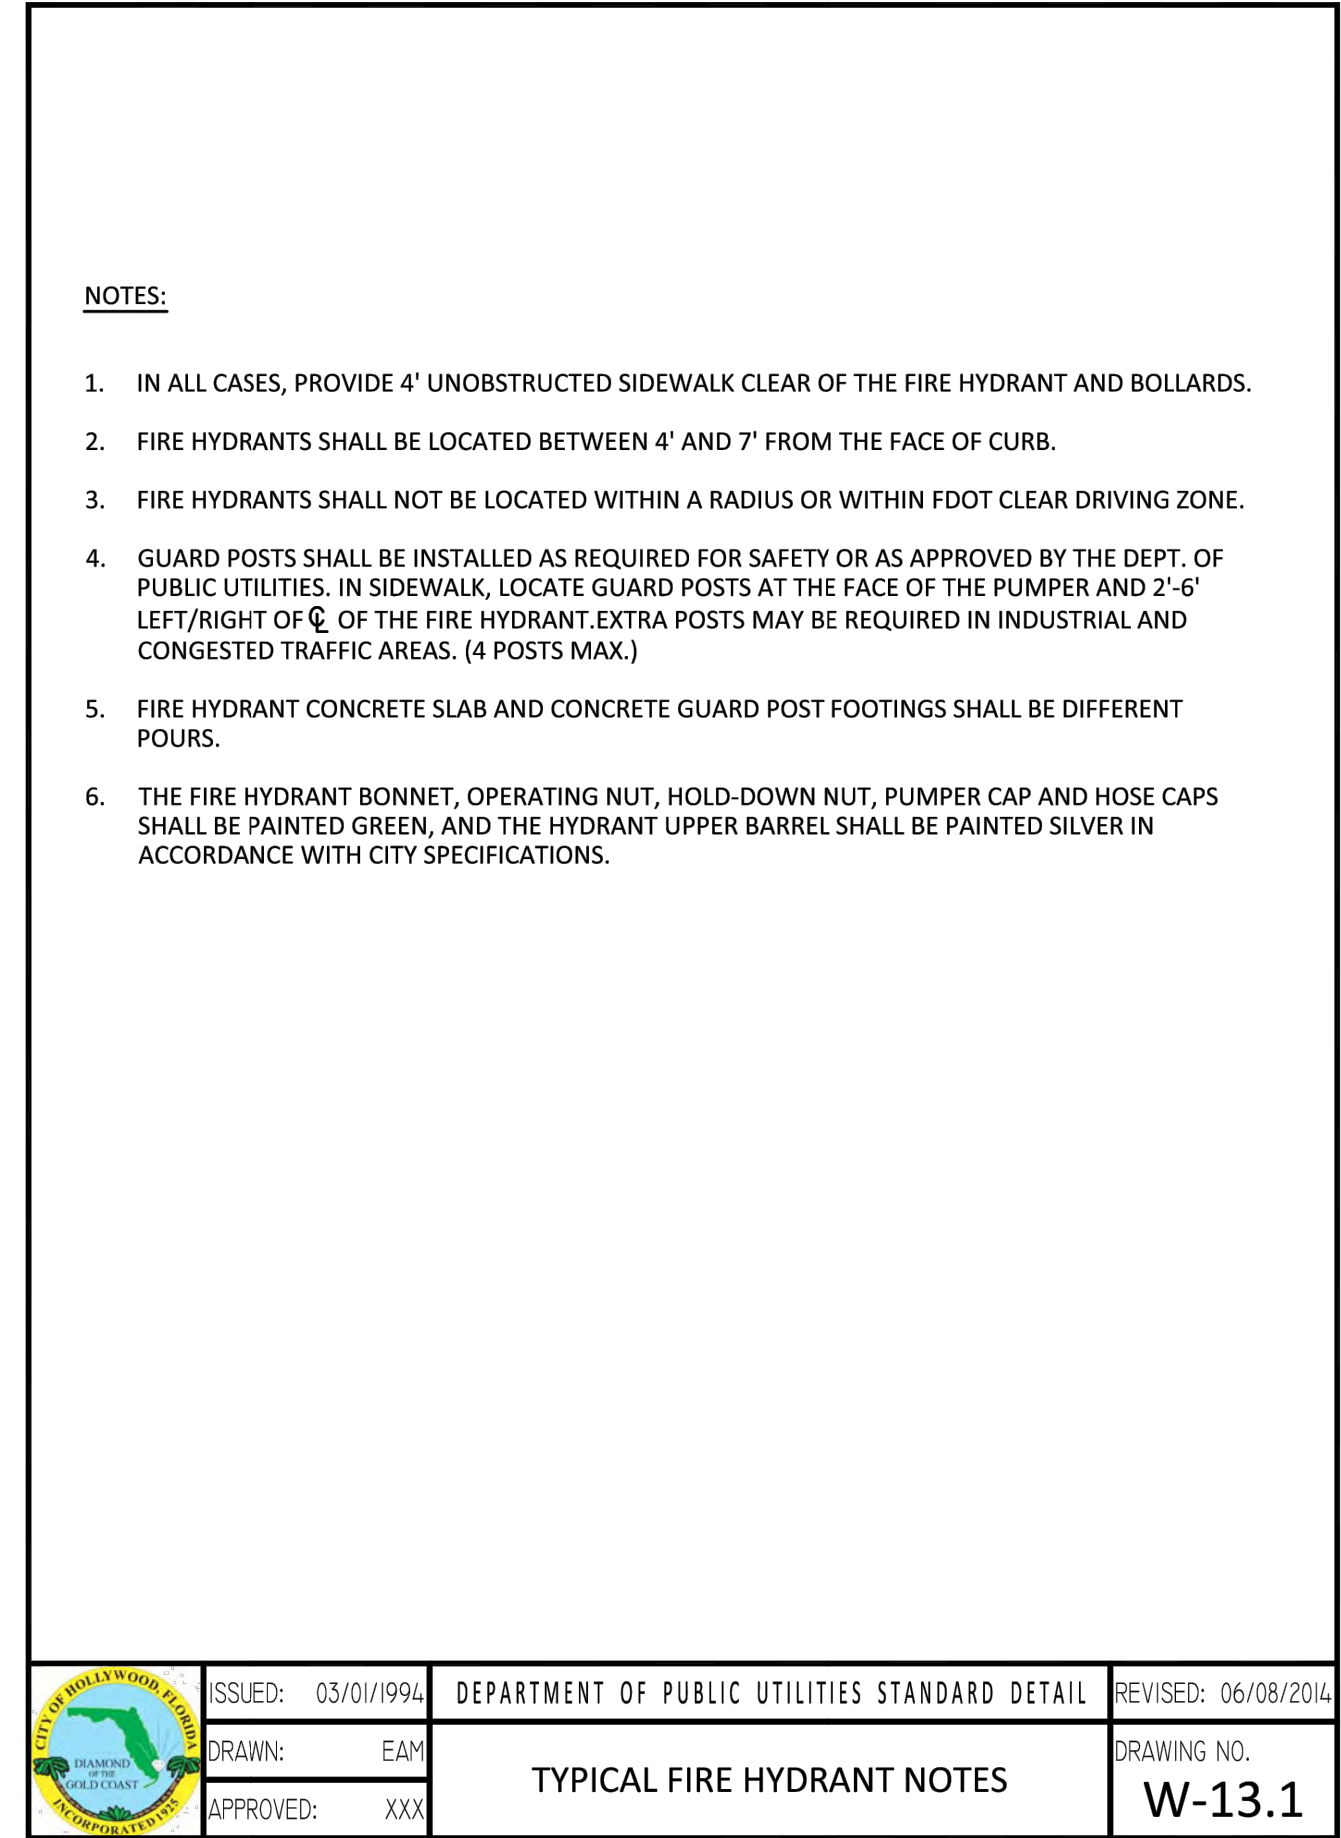 NOTES:
1. IN ALL CASES, PROVIDE 4' UNOBSTRUCTED SIDEWALK CLEAR OF THE FIRE HYDRANT AND BOLLARDS.
2. FIRE HYDRANTS SHALL BE LOCATED BETWEEN 4' AND 7' FROM THE FACE OF CURB.
3. FIRE HYDRANTS SHALL NOT BE LOCATED WITHIN A RADIUS OR WITHIN FDOT CLEAR DRIVING ZONE.
4. GUARD POSTS SHALL BE INSTALLED AS REQUIRED FOR SAFETY OR AS APPROVED BY THE DEPT. OF
PUBLIC UTILITIES. IN SIDEWALK, LOCATE GUARD POSTS AT THE FACE OF THE PUMPER AND 2'-6'
LEFT/RIGHT OF ℄ OF THE FIRE HYDRANT.EXTRA POSTS MAY BE REQUIRED IN INDUSTRIAL AND
CONGESTED TRAFFIC AREAS. (4 POSTS MAX.)
5. FIRE HYDRANT CONCRETE SLAB AND CONCRETE GUARD POST FOOTINGS SHALL BE DIFFERENT
POURS.
6. THE FIRE HYDRANT BONNET, OPERATING NUT, HOLD-DOWN NUT, PUMPER CAP AND HOSE CAPS
SHALL BE PAINTED GREEN, AND THE HYDRANT UPPER BARREL SHALL BE PAINTED SILVER IN
ACCORDANCE WITH CITY SPECIFICATIONS.
CITY OF HOLLYWOOD, FLORIDA
DIAMOND
OF THE
GOLD COAST
INCORPORATED 1925
ISSUED: 03/01/1994
DRAWN: EAM
APPROVED: XXX
DEPARTMENT OF PUBLIC UTILITIES STANDARD DETAIL
TYPICAL FIRE HYDRANT NOTES
REVISED: 06/08/2014
DRAWING NO.
W-13.1